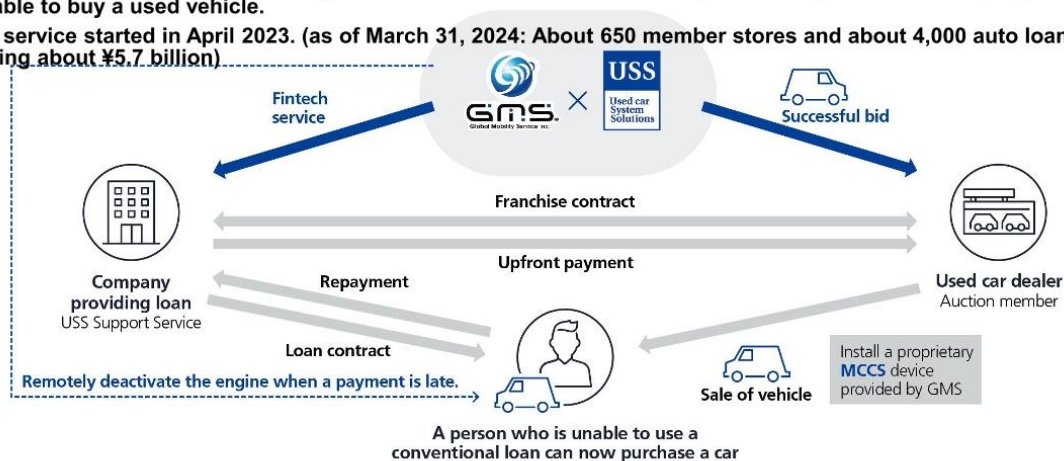 able to buy a used vehicle.
service started in April 2023. (as of March 31, 2024: About 650 member stores and about 4,000 auto loan
ing about ¥5.7 billion)
GMS.
Global Mobility Service Inc.
×
USS
Used car
System
Solutions
Fintech
service
Successful bid
Franchise contract
Upfront payment
Company
providing loan
USS Support Service
Used car dealer
Auction member
Repayment
Loan contract
Remotely deactivate the engine when a payment is late.
Sale of vehicle
Install a proprietary
MCCS device
provided by GMS
A person who is unable to use a
conventional loan can now purchase a car